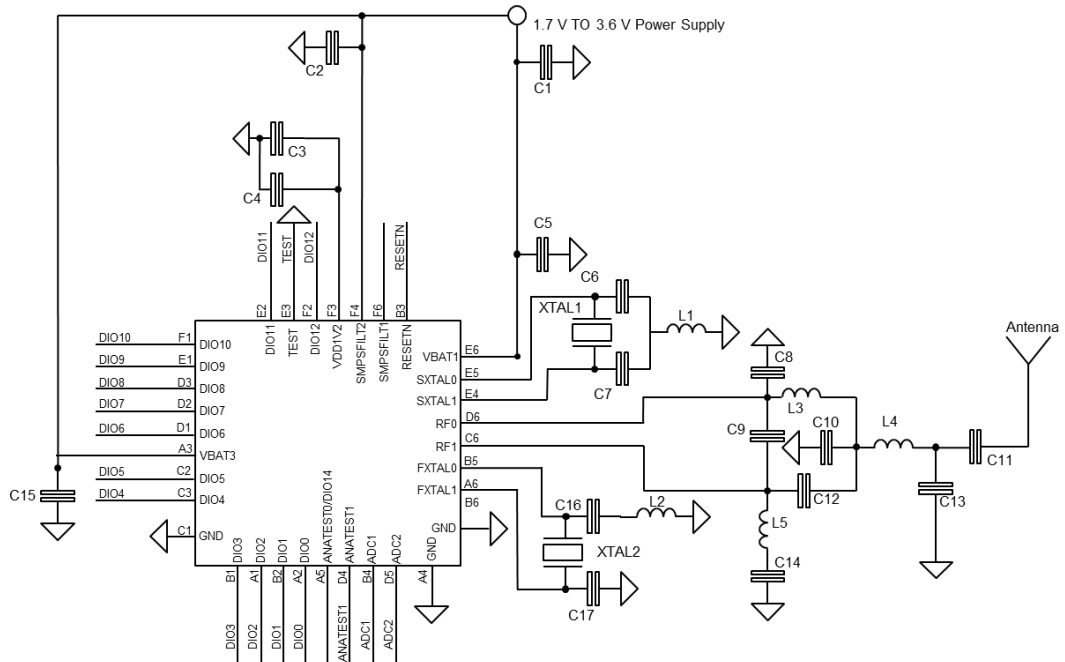 1.7 V TO 3.6 V Power Supply
C2
C1
C3
C4
C5
C6
XTAL1
L1
C7
DIO11
TEST
DIO12
RESETN
E2
E3
F2
F3
F4
F6
B3
DIO11
TEST
DIO12
VDD1V2
SMPSFILT2
SMPSFILT1
RESETN
Antenna
C8
L3
C9
C10
L4
C11
C12
C13
L5
C14
DIO10 F1 DIO10
DIO9 E1 DIO9
DIO8 D3 DIO8
DIO7 D2 DIO7
DIO6 D1 DIO6
A3 VBAT3
DIO5 C2 DIO5
DIO4 C3 DIO4
C1 GND
C15
VBAT1 E6
SXTAL0 E5
SXTAL1 E4
RF0 D6
RF1 C6
FXTAL0 B5
FXTAL1 A6
B6
GND
C16
L2
XTAL2
C17
DIO3
DIO2
DIO1
DIO0
ANATEST0/DIO14
ANATEST1
ADC1
ADC2
GND
B1
A1
B2
A2
A5
D4
B4
D5
A4
DIO3
DIO2
DIO1
DIO0
ANATEST1
ADC1
ADC2